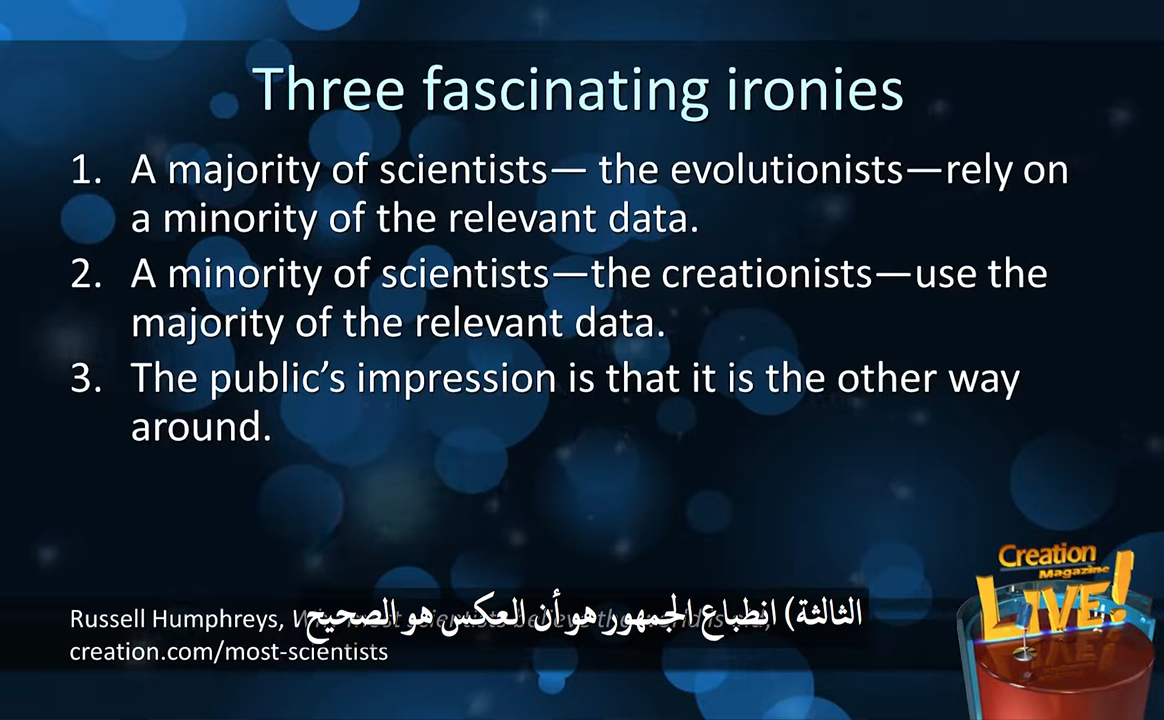 Three fascinating ironies
1. A majority of scientists— the evolutionists—rely on
a minority of the relevant data.
2. A minority of scientists—the creationists—use the
majority of the relevant data.
3. The public’s impression is that it is the other way
around.
Russell Humphreys,
creation.com/most-scientists
الثالثة) انطباع الجمهور هو أن العكس هو الصحيح
Creation
Magazine
LIVE!